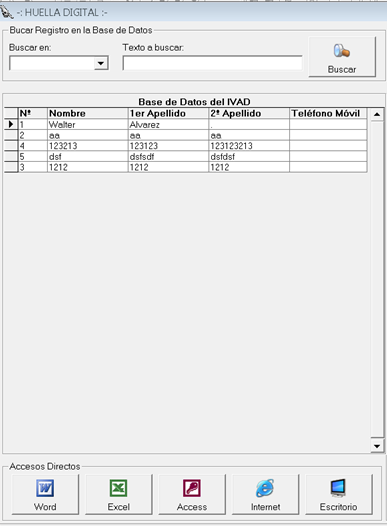 -: HUELLA DIGITAL :-
Bucar Registro en la Base de Datos
Buscar en:
Texto a buscar:
Buscar
Base de Datos del IVAD
Nº Nombre 1er Apellido 2º Apellido Teléfono Móvil
1 Walter Alvarez .
2 aa aa aa
4 123213 123123 123123213
5 dsf dsfsdf dsfdsf
3 1212 1212 1212
Accesos Directos
Word Excel Access Internet Escritorio